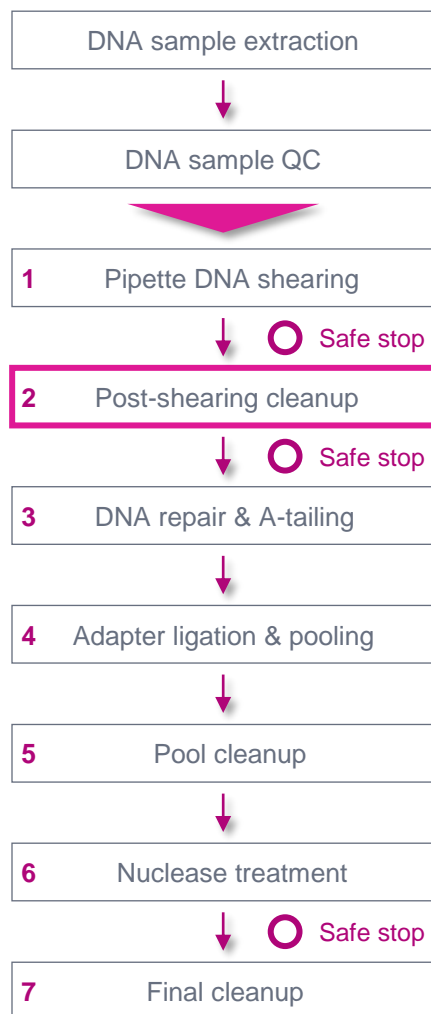 DNA sample extraction
DNA sample QC
1 Pipette DNA shearing
Safe stop
2 Post-shearing cleanup
Safe stop
3 DNA repair & A-tailing
4 Adapter ligation & pooling
5 Pool cleanup
6 Nuclease treatment
Safe stop
7 Final cleanup